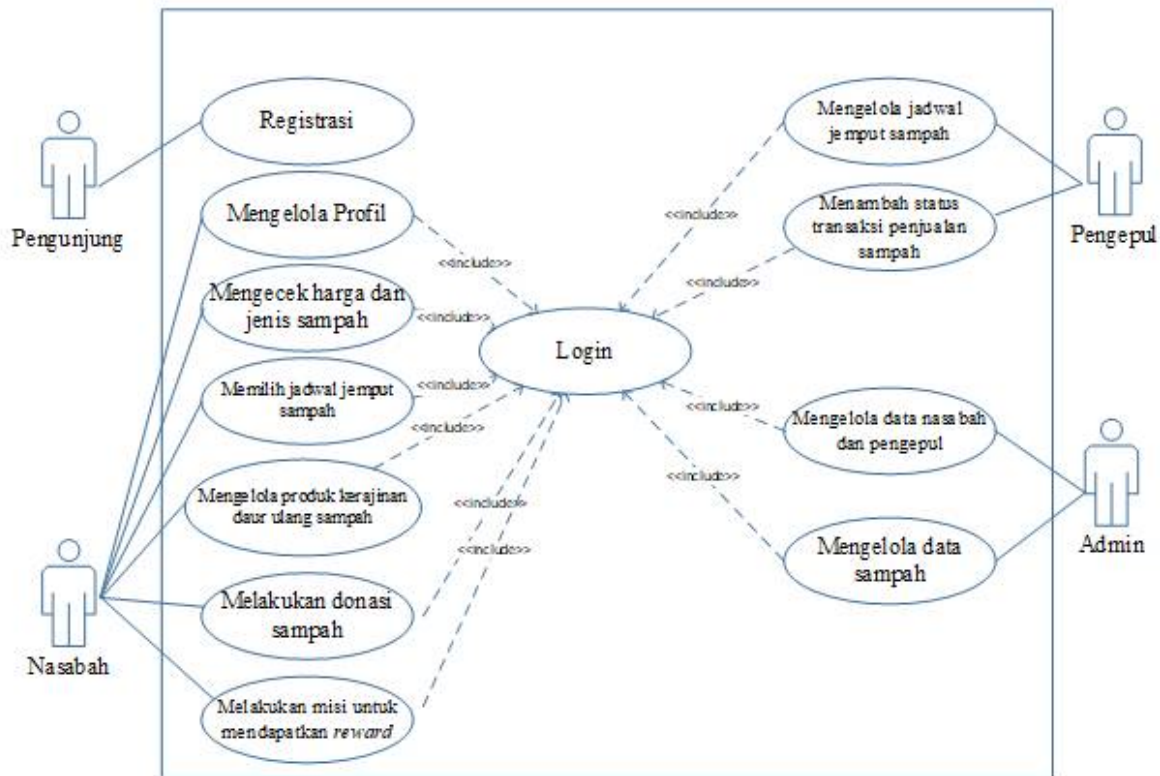 Registrasi
Pengunjung
Mengelola Profil
<<include>>
Mengecek harga dan
jenis sampah
<<include>>
Memilih jadwal jemput
sampah
<<include>>
<<include>>
Mengelola produk kerajinan
daur ulang sampah
<<include>>
Melakukan donasi
sampah
<<include>>
Nasabah
Melakukan misi untuk
mendapatkan reward
Login
Mengelola jadwal
jemput sampah
<<include>>
Menambah status
transaksi penjualan
sampah
<<include>>
Pengepul
Mengelola data nasabah
dan pengepul
<<include>>
<<include>>
Mengelola data
sampah
Admin